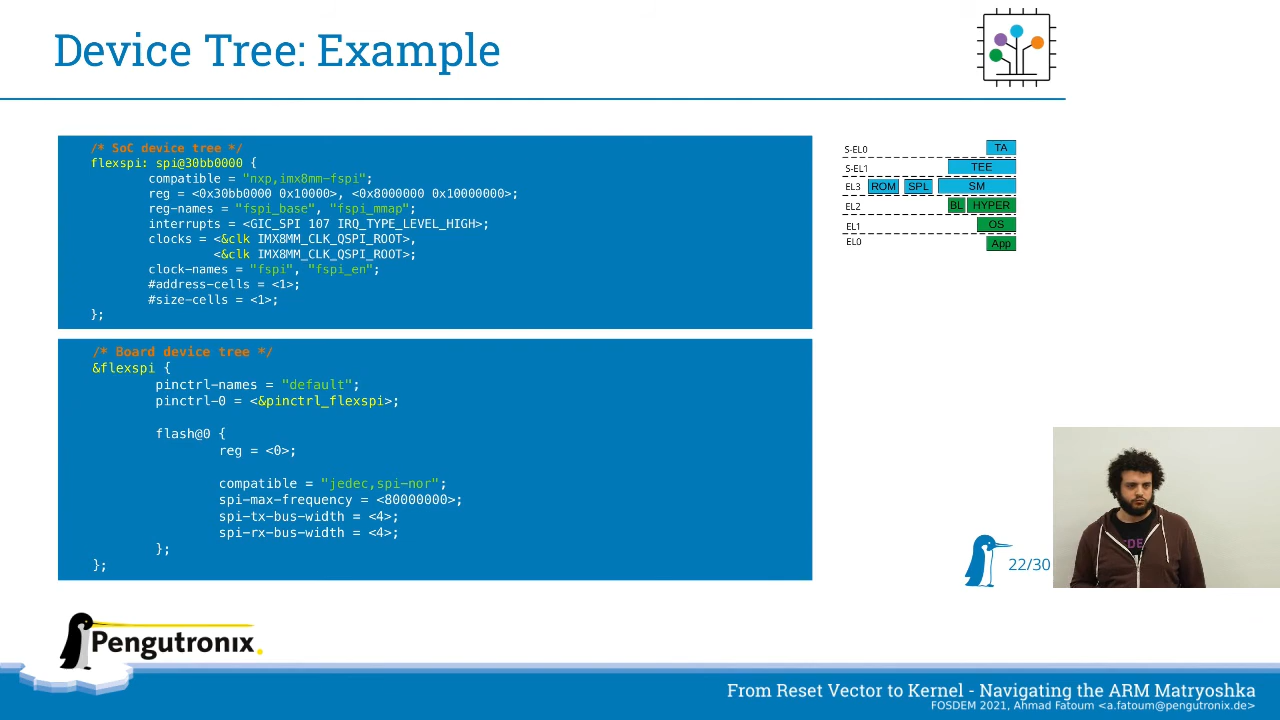 Device Tree: Example
/* SoC device tree */
flexspi: spi@30bb0000 {
compatible = "nxp,imx8mm-fspi";
reg = <0x30bb0000 0x10000>, <0x8000000 0x10000000>;
reg-names = "fspi_base", "fspi_mmap";
interrupts = <GIC_SPI 107 IRQ_TYPE_LEVEL_HIGH>;
clocks = <&clk IMX8MM_CLK_QSPI_ROOT>,
<&clk IMX8MM_CLK_QSPI_ROOT>;
clock-names = "fspi", "fspi_en";
#address-cells = <1>;
#size-cells = <1>;
};
/* Board device tree */
&flexspi {
pinctrl-names = "default";
pinctrl-0 = <&pinctrl_flexspi>;
flash@0 {
reg = <0>;
compatible = "jedec,spi-nor";
spi-max-frequency = <80000000>;
spi-tx-bus-width = <4>;
spi-rx-bus-width = <4>;
};
};
S-EL0 TA
S-EL1 TEE
EL3 ROM SPL SM
EL2 BL HYPER
EL1 OS
EL0 App
22/30
Pengutronix.
From Reset Vector to Kernel - Navigating the ARM Matryoshka
FOSDEM 2021, Ahmad Fatoum <a.fatoum@pengutronix.de>